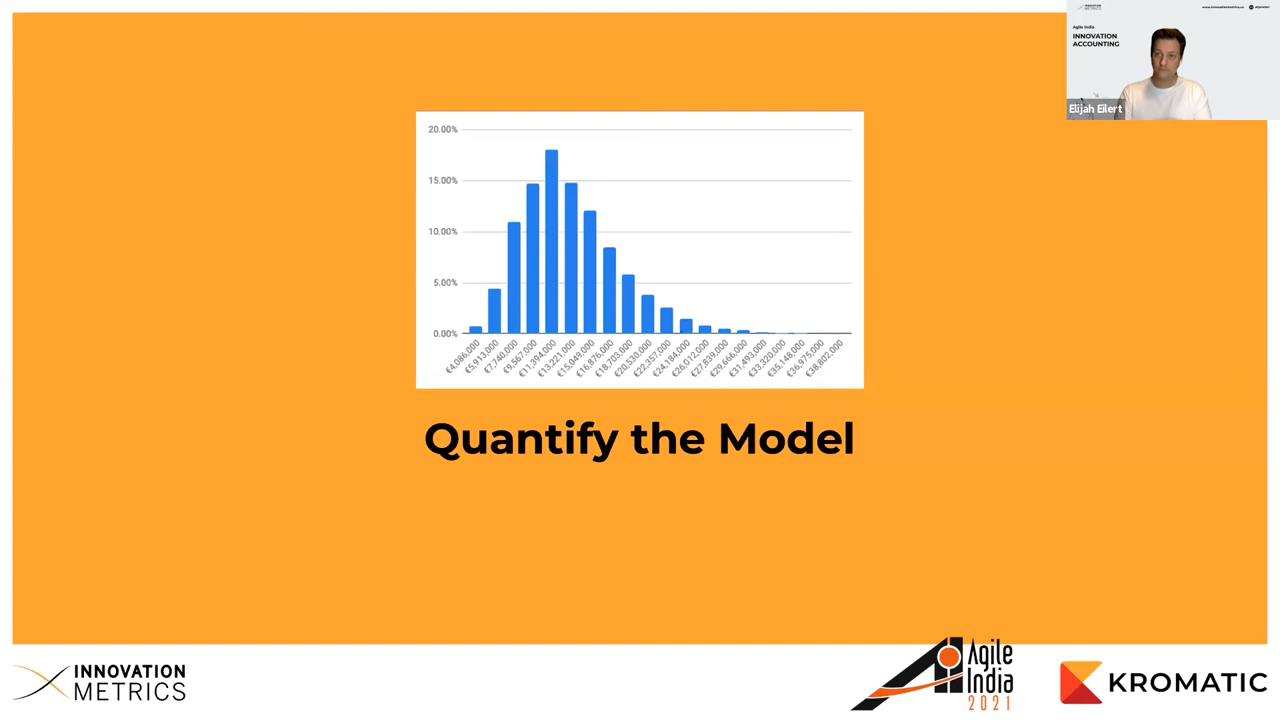 Agile India
INNOVATION
ACCOUNTING
Elijah Eilert
20.00%
15.00%
10.00%
5.00%
0.00%
€4,086,000
€5,913,000
€7,740,000
€9,567,000
€11,394,000
€13,221,000
€15,049,000
€16,876,000
€18,703,000
€20,530,000
€22,357,000
€24,184,000
€26,012,000
€27,839,000
€29,666,000
€31,493,000
€33,320,000
€35,148,000
€36,975,000
€38,802,000
Quantify the Model
INNOVATION
METRICS
Agile
India
2021
KROMATIC